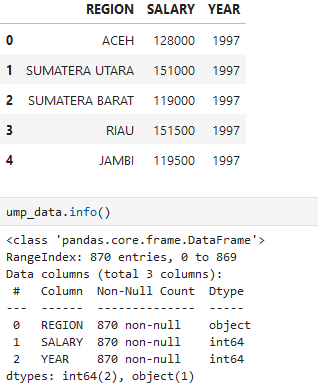 REGION SALARY YEAR
0 ACEH 128000 1997
1 SUMATERA UTARA 151000 1997
2 SUMATERA BARAT 119000 1997
3 RIAU 151500 1997
4 JAMBI 119500 1997
ump_data.info()
<class 'pandas.core.frame.DataFrame'>
RangeIndex: 870 entries, 0 to 869
Data columns (total 3 columns):
 #   Column  Non-Null Count  Dtype
---  ------  --------------  -----
 0   REGION  870 non-null    object
 1   SALARY  870 non-null    int64
 2   YEAR    870 non-null    int64
dtypes: int64(2), object(1)